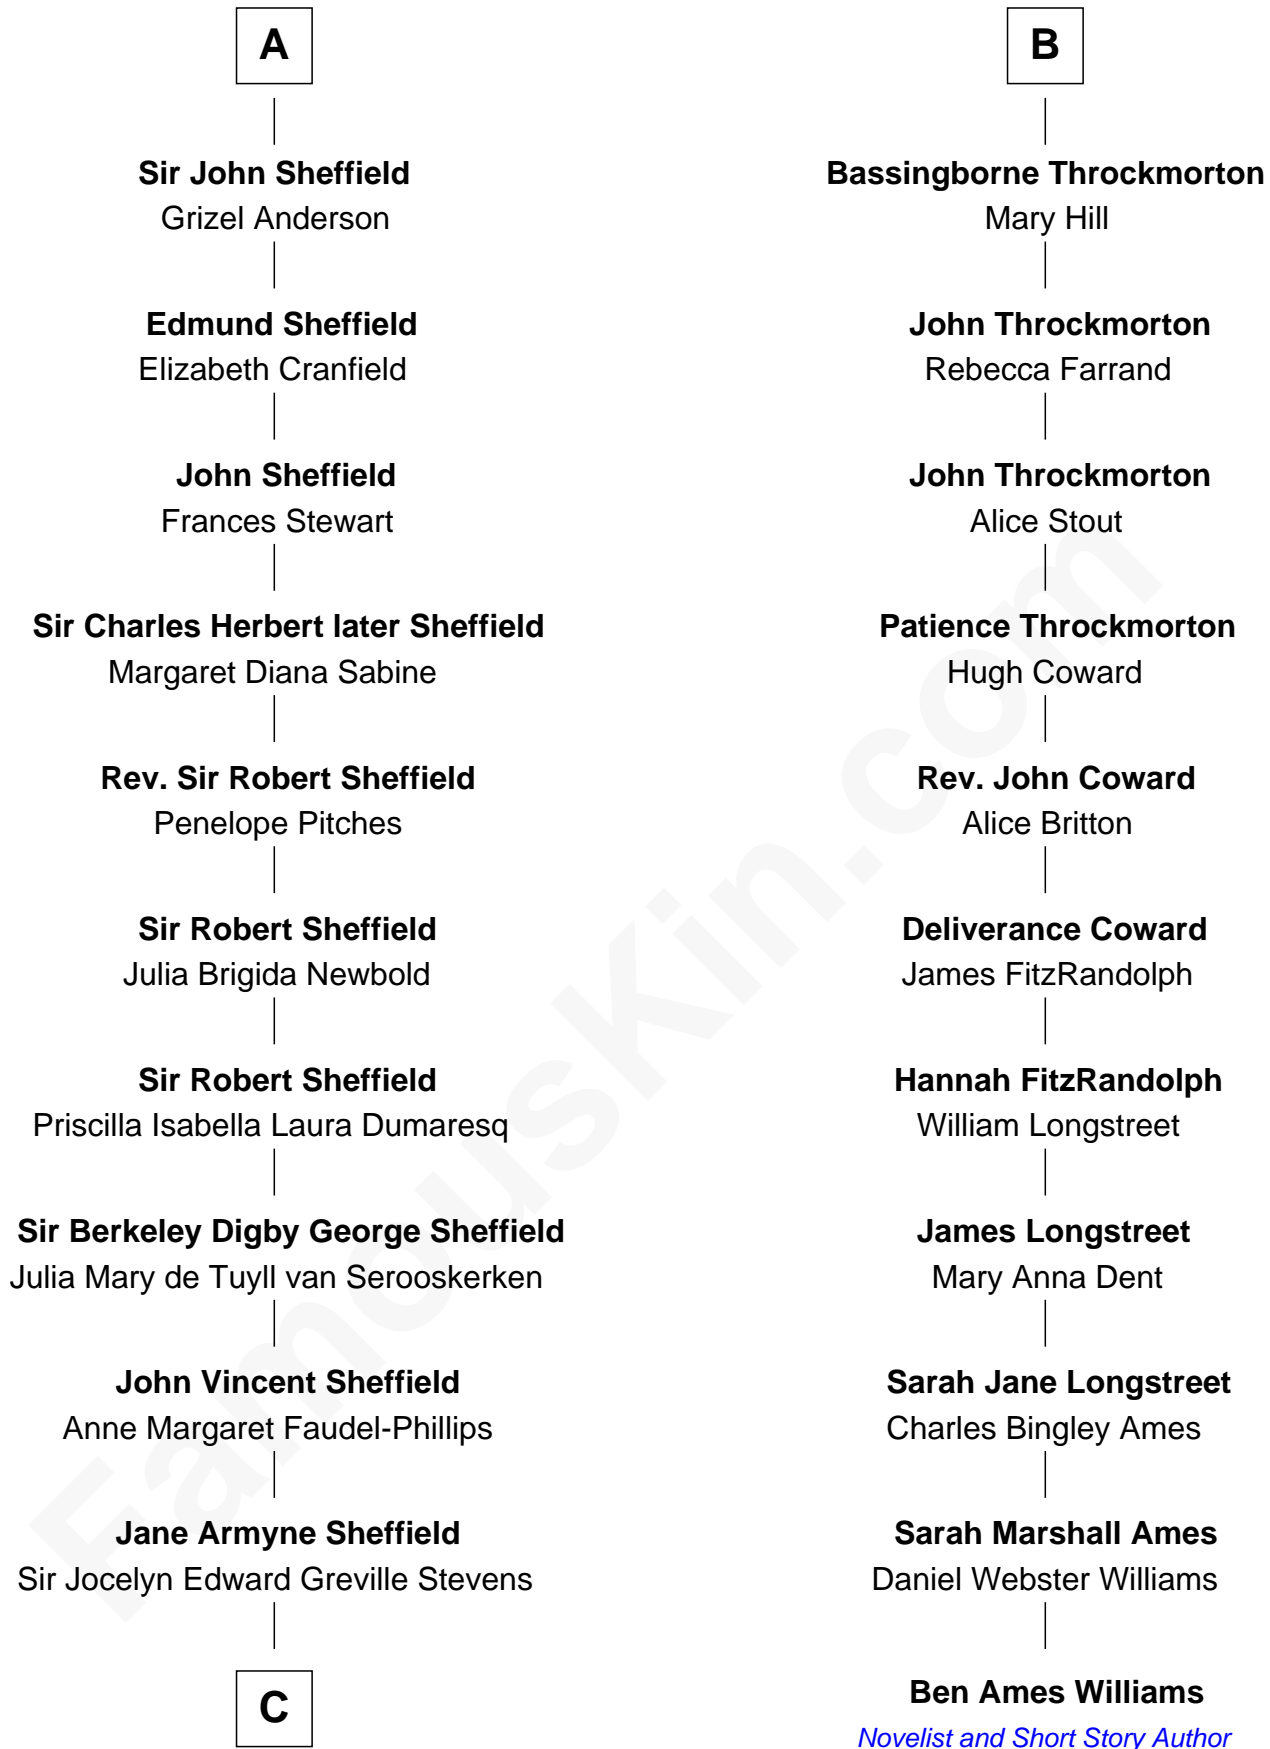 A
Sir John Sheffield
Grizel Anderson
Edmund Sheffield
Elizabeth Cranfield
John Sheffield
Frances Stewart
Sir Charles Herbert later Sheffield
Margaret Diana Sabine
Rev. Sir Robert Sheffield
Penelope Pitches
Sir Robert Sheffield
Julia Brigida Newbold
Sir Robert Sheffield
Priscilla Isabella Laura Dumaresq
Sir Berkeley Digby George Sheffield
Julia Mary de Tuyll van Serooskerken
John Vincent Sheffield
Anne Margaret Faudel-Phillips
Jane Armyne Sheffield
Sir Jocelyn Edward Greville Stevens
C
B
Bassingborne Throckmorton
Mary Hill
John Throckmorton
Rebecca Farrand
John Throckmorton
Alice Stout
Patience Throckmorton
Hugh Coward
Rev. John Coward
Alice Britton
Deliverance Coward
James FitzRandolph
Hannah FitzRandolph
William Longstreet
James Longstreet
Mary Anna Dent
Sarah Jane Longstreet
Charles Bingley Ames
Sarah Marshall Ames
Daniel Webster Williams
Ben Ames Williams
Novelist and Short Story Author
FamousKin.com